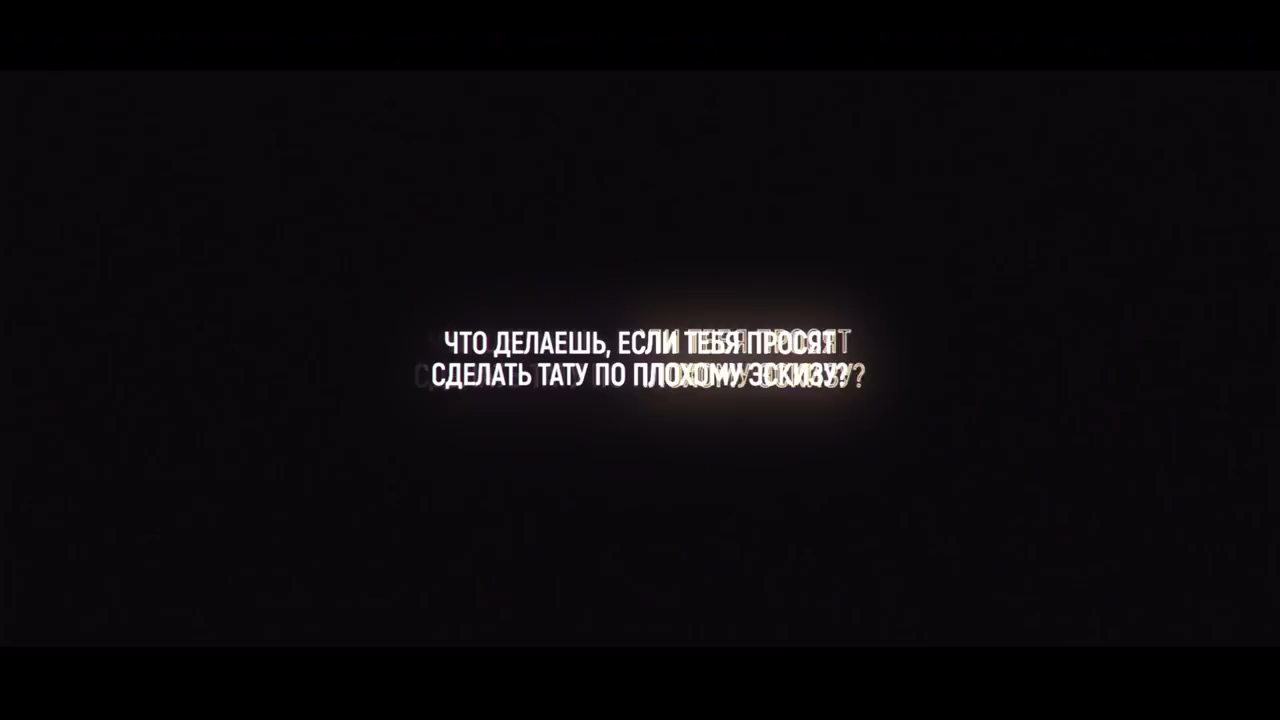 ЧТО ДЕЛАЕШЬ, ЕСЛИ ТЕБЯ ПРОСЯТ
СДЕЛАТЬ ТАТУ ПО ПЛОХОМУ ЭСКИЗУ?